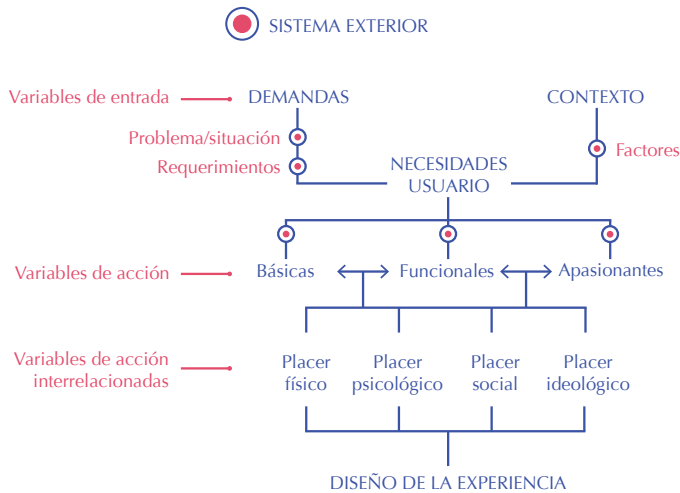 SISTEMA EXTERIOR
Variables de entrada
DEMANDAS
CONTEXTO
Problema/situación
Requerimientos
Factores
NECESIDADES
USUARIO
Variables de acción
Básicas
Funcionales
Apasionantes
Variables de acción
interrelacionadas
Placer
físico
Placer
psicológico
Placer
social
Placer
ideológico
DISEÑO DE LA EXPERIENCIA